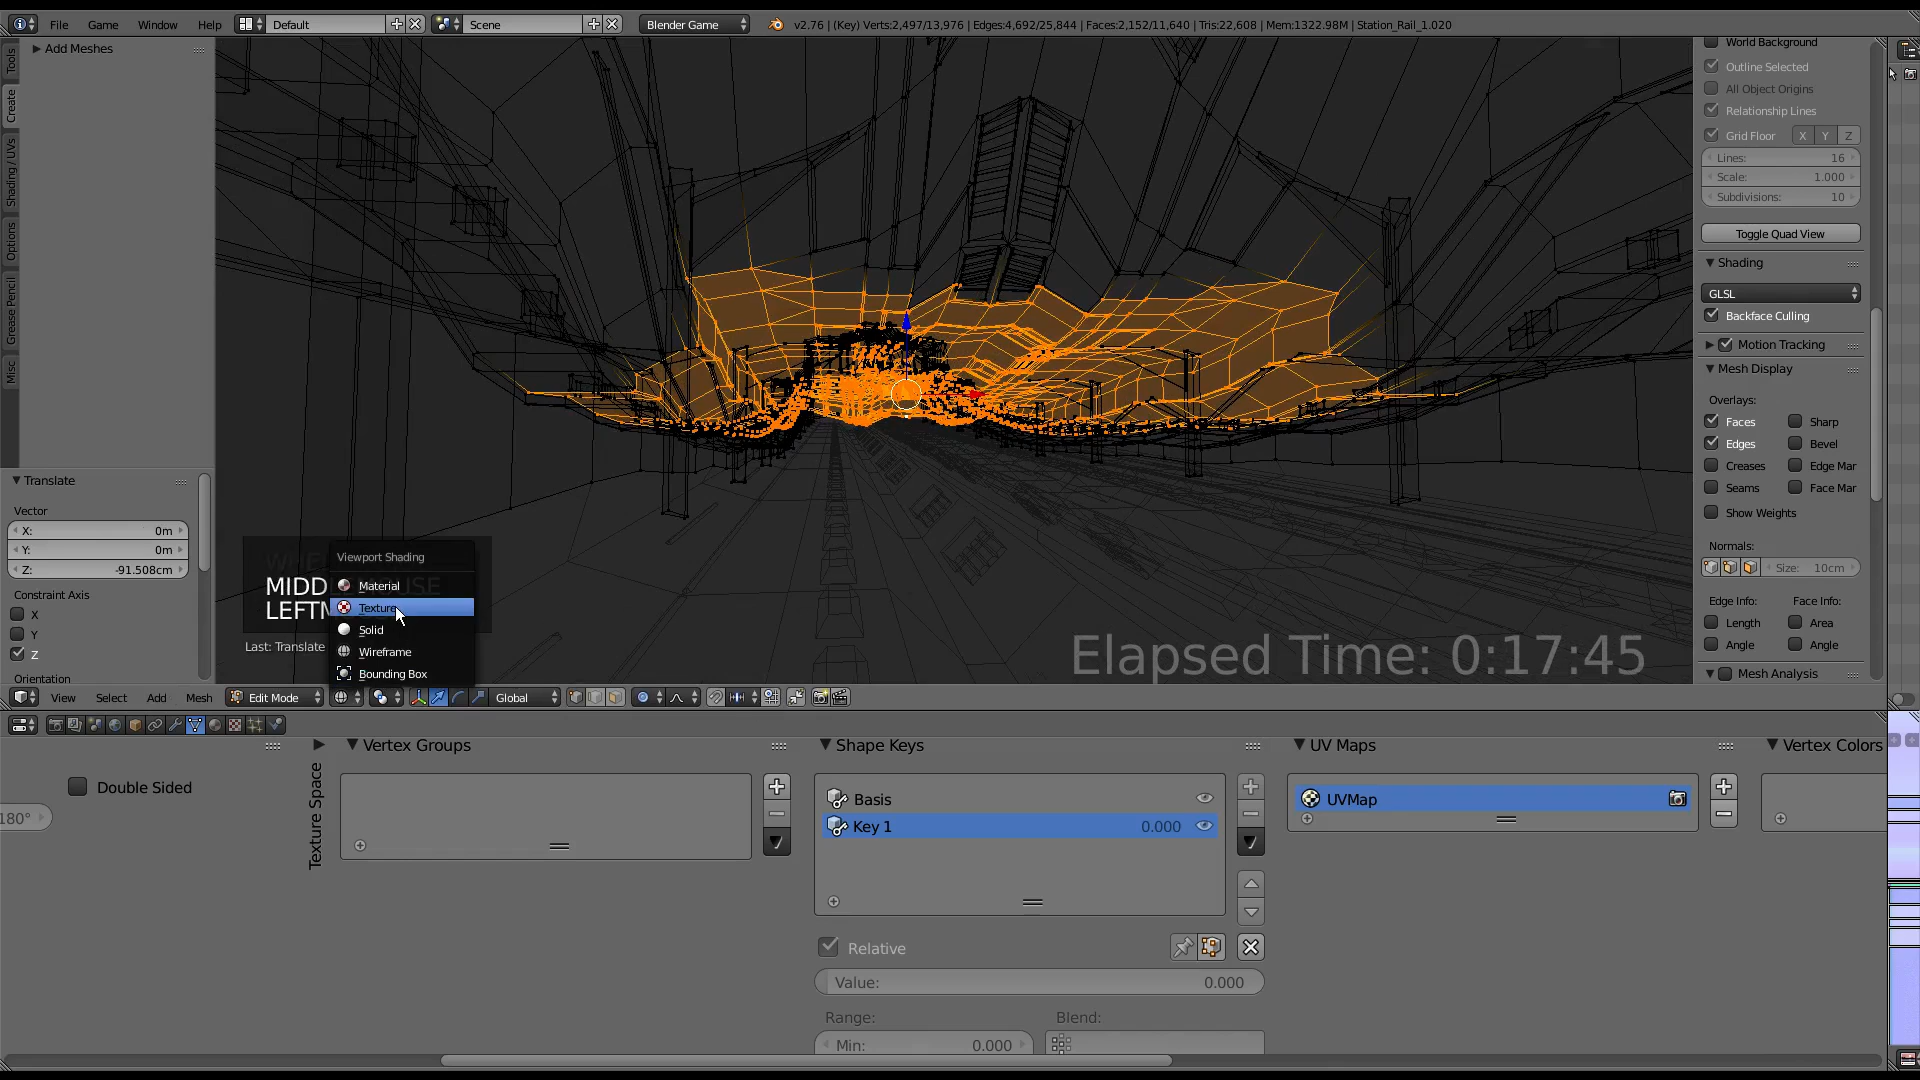 File Game Window Help Default Scene Blender Game v2.76 | (Key) Verts:2,497/13,976 | Edges:4,692/25,844 | Faces:2,152/11,640 | Tris:22,608 | Mem:1322.98M | Station_Rail_1.020
Tools
Create
Shading / UVs
Options
Grease Pencil
Misc
Add Meshes
Translate
Vector
X: 0m
Y: 0m
Z: -91.508cm
Constraint Axis
X
Y
Z
Orientation
MIDD
LEFTM
Last: Translate
Viewport Shading
Material
Texture
Solid
Wireframe
Bounding Box
Elapsed Time: 0:17:45
World Background
Outline Selected
All Object Origins
Relationship Lines
Grid Floor X Y Z
Lines: 16
Scale: 1.000
Subdivisions: 10
Toggle Quad View
Shading
GLSL
Backface Culling
Motion Tracking
Mesh Display
Overlays:
Faces Sharp
Edges Bevel
Creases Edge Mar
Seams Face Mar
Show Weights
Normals:
Size: 10cm
Edge Info: Face Info:
Length Area
Angle Angle
Mesh Analysis
View Select Add Mesh Edit Mode Global
Double Sided
180°
Texture Space
Vertex Groups
Shape Keys
Basis
Key 1 0.000
Relative
Value: 0.000
Range: Blend:
Min: 0.000
UV Maps
UVMap
Vertex Colors